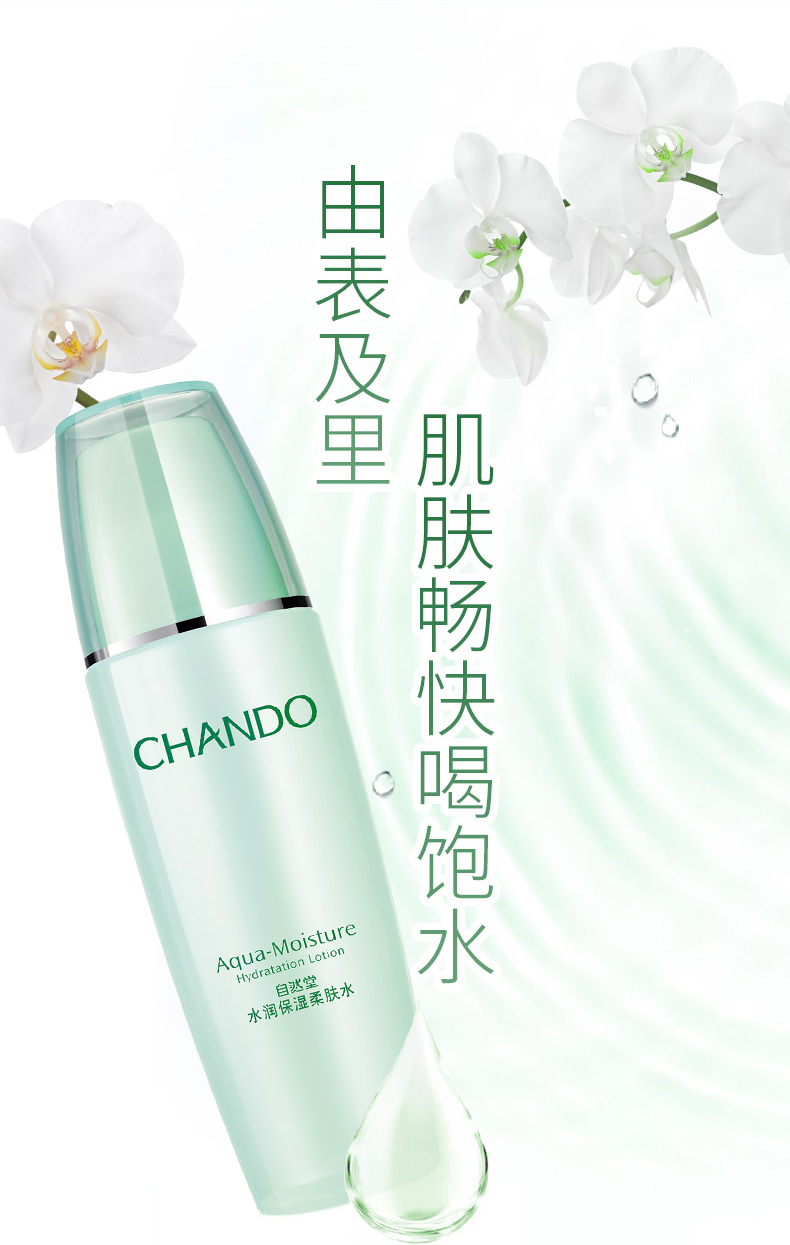 由表及里
肌肤畅快喝饱水
CHANDO
Aqua-Moisture
Hydratation Lotion
自然堂
水润保湿柔肤水